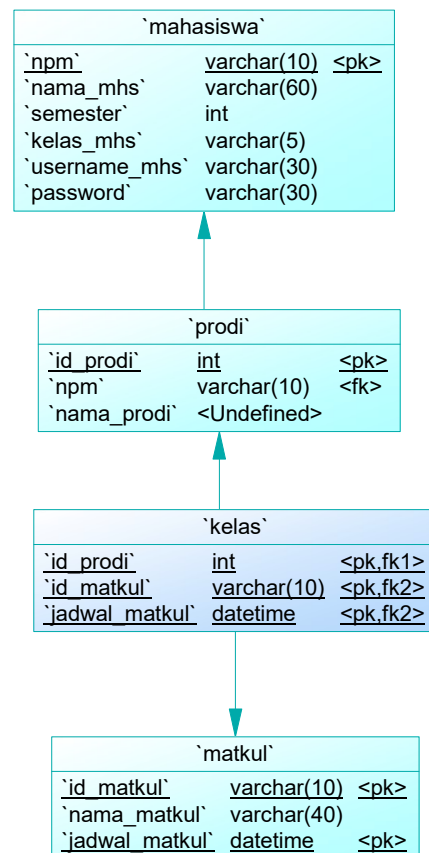 `mahasiswa`
`npm` varchar(10) <pk>
`nama_mhs` varchar(60)
`semester` int
`kelas_mhs` varchar(5)
`username_mhs` varchar(30)
`password` varchar(30)
`prodi`
`id_prodi` int <pk>
`npm` varchar(10) <fk>
`nama_prodi` <Undefined>
`kelas`
`id_prodi` int <pk,fk1>
`id_matkul` varchar(10) <pk,fk2>
`jadwal_matkul` datetime <pk,fk2>
`matkul`
`id_matkul` varchar(10) <pk>
`nama_matkul` varchar(40)
`jadwal_matkul` datetime <pk>